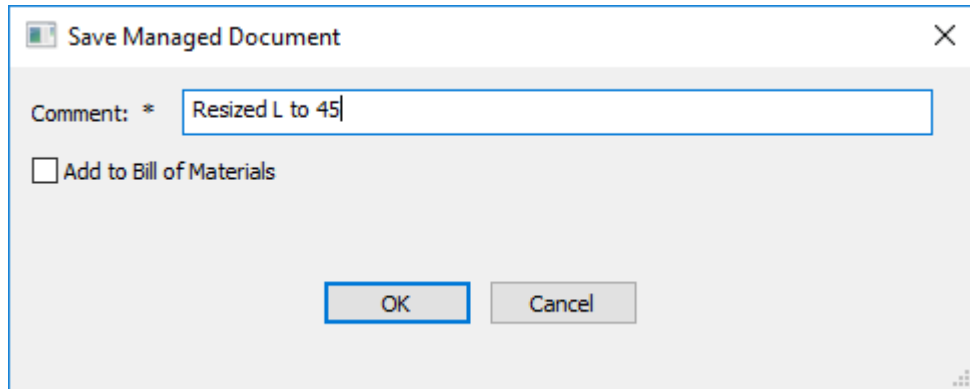 Save Managed Document
Comment: * Resized L to 45
Add to Bill of Materials
OK Cancel